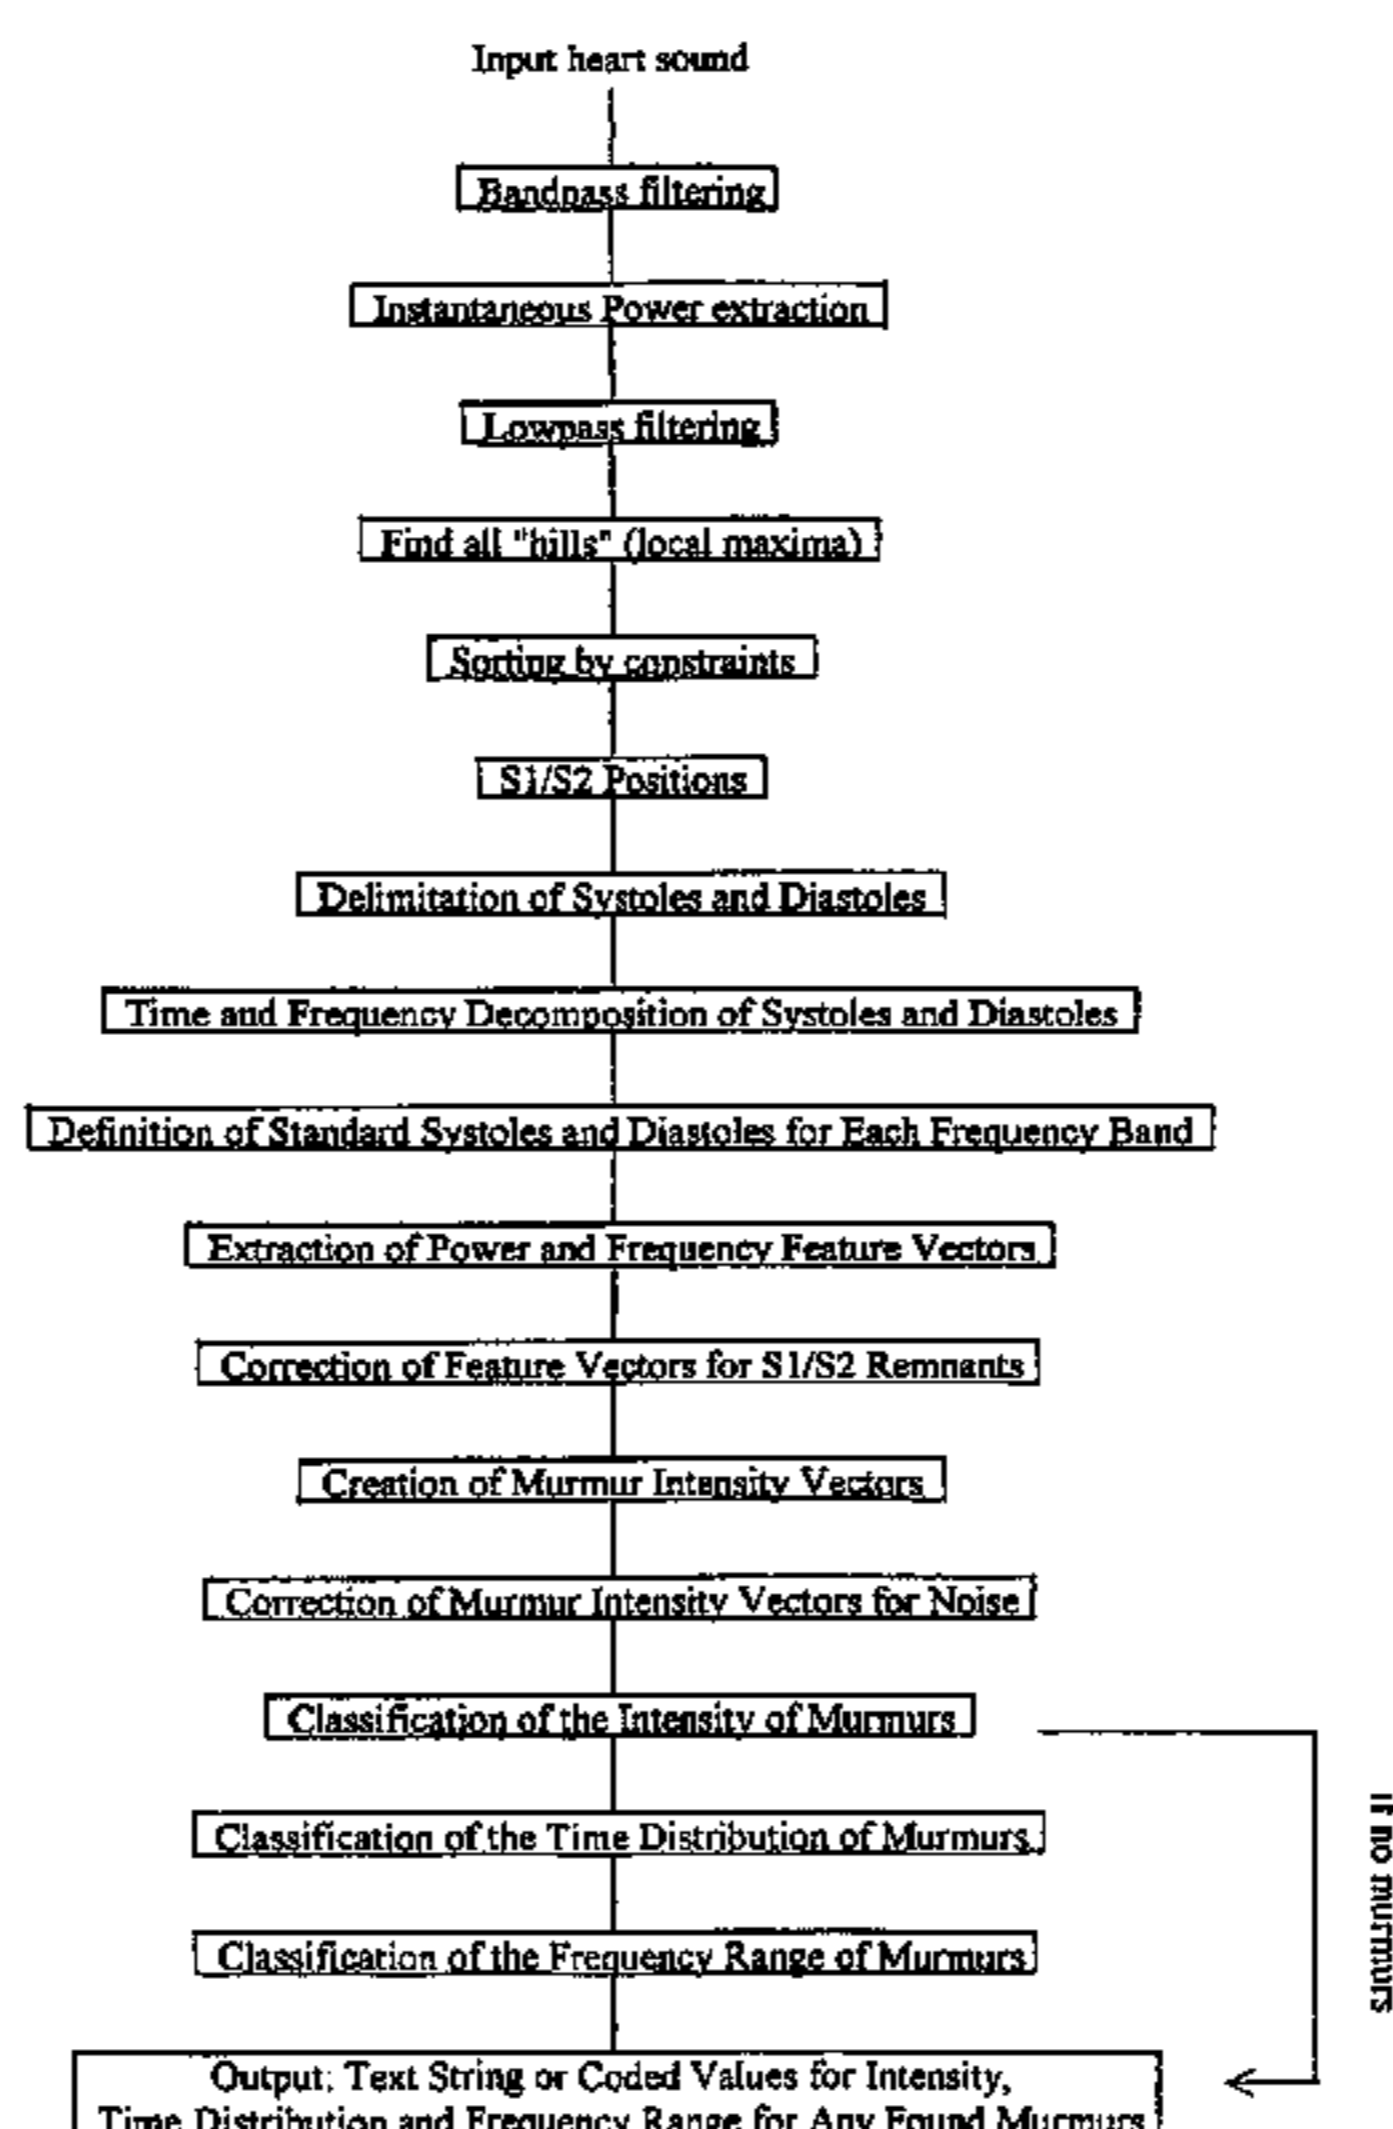 Input heart sound
Bandpass filtering
Instantaneous Power extraction
Lowpass filtering
Find all "hills" (local maxima)
Sorting by constraints
S1/S2 Positions
Delimitation of Systoles and Diastoles
Time and Frequency Decomposition of Systoles and Diastoles
Definition of Standard Systoles and Diastoles for Each Frequency Band
Extraction of Power and Frequency Feature Vectors
Correction of Feature Vectors for S1/S2 Remnants
Creation of Murmur Intensity Vectors
Correction of Murmur Intensity Vectors for Noise
Classification of the Intensity of Murmurs
If no murmurs
Classification of the Time Distribution of Murmurs
Classification of the Frequency Range of Murmurs
Output: Text String or Coded Values for Intensity,
Time Distribution and Frequency Range for Any Found Murmurs